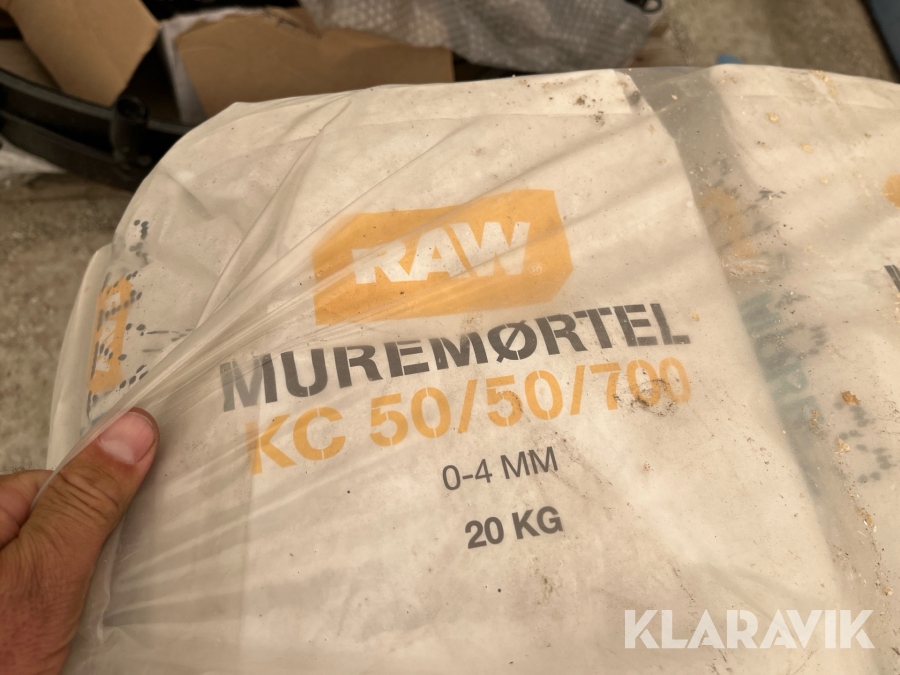 RAW
MUREMØRTEL
KC 50/50/700
0-4 MM
20 KG
KLARAVIK